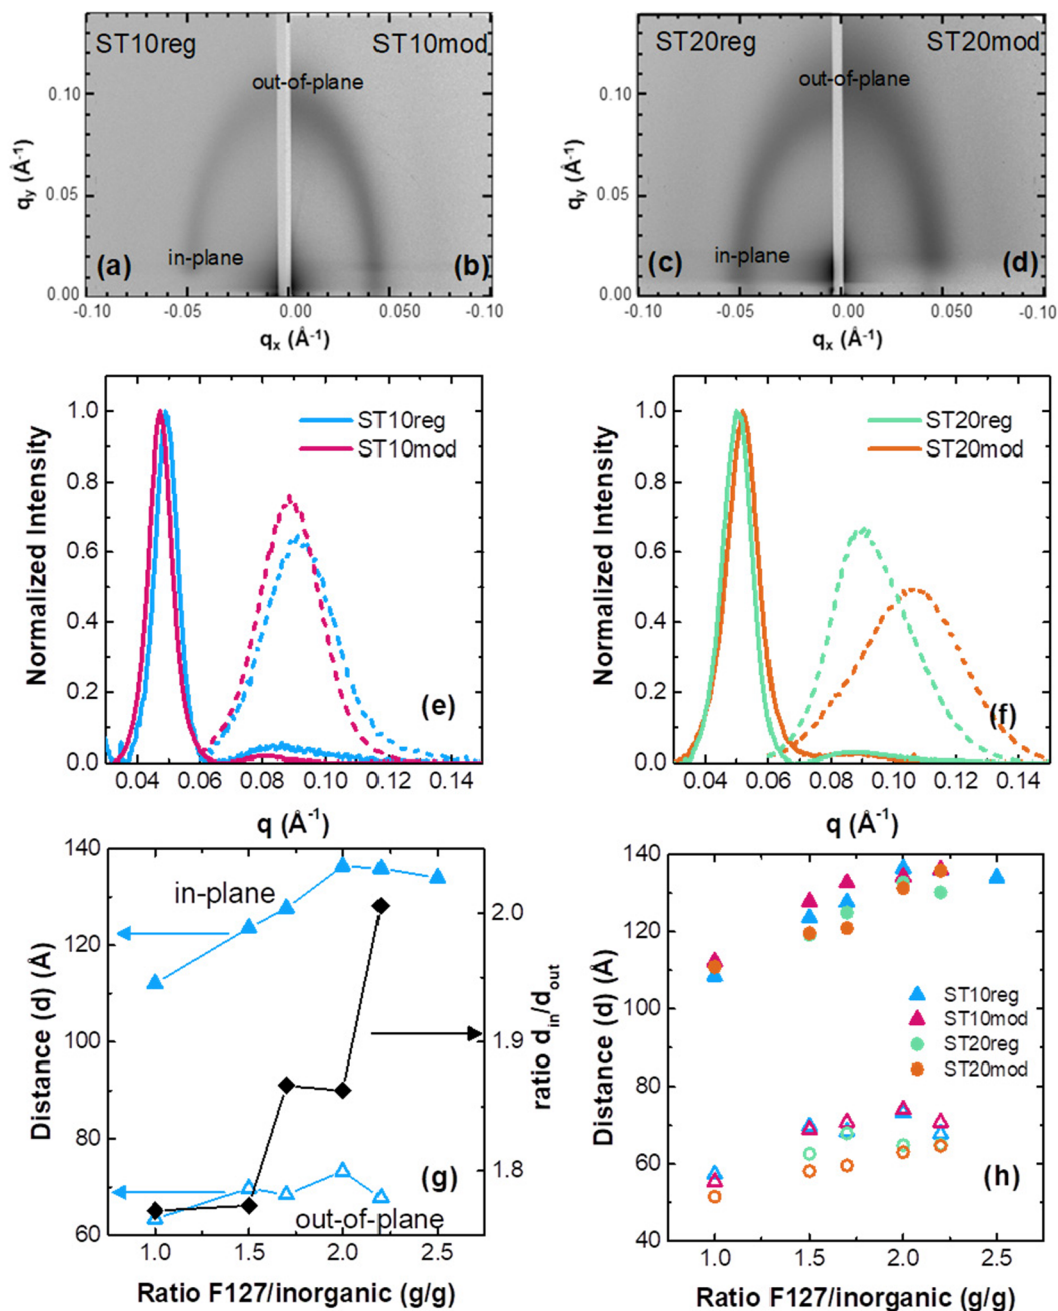 ST10reg ST10mod
out-of-plane
0.10
0.05
0.00
in-plane
(a) (b)
-0.10 -0.05 0.00 0.050 -0.10
qy (Å-1)
qx (Å-1)
ST20reg ST20mod
out-of-plane
0.10
0.05
0.00
in-plane
(c) (d)
-0.10 -0.05 0.00 0.050 -0.10
qy (Å-1)
qx (Å-1)
1.0
0.8
0.6
0.4
0.2
0.0
Normalized Intensity
ST10reg
ST10mod
(e)
0.04 0.06 0.08 0.10 0.12 0.14
q (Å-1)
1.0
0.8
0.6
0.4
0.2
0.0
Normalized Intensity
ST20reg
ST20mod
(f)
0.04 0.06 0.08 0.10 0.12 0.14
q (Å-1)
140
120
100
80
60
Distance (d) (Å)
in-plane
out-of-plane
(g)
2.0
1.9
1.8
ratio din/dout
1.0 1.5 2.0 2.5
Ratio F127/inorganic (g/g)
140
120
100
80
60
40
Distance (d) (Å)
ST10reg
ST10mod
ST20reg
ST20mod
(h)
1.0 1.5 2.0 2.5
Ratio F127/inorganic (g/g)